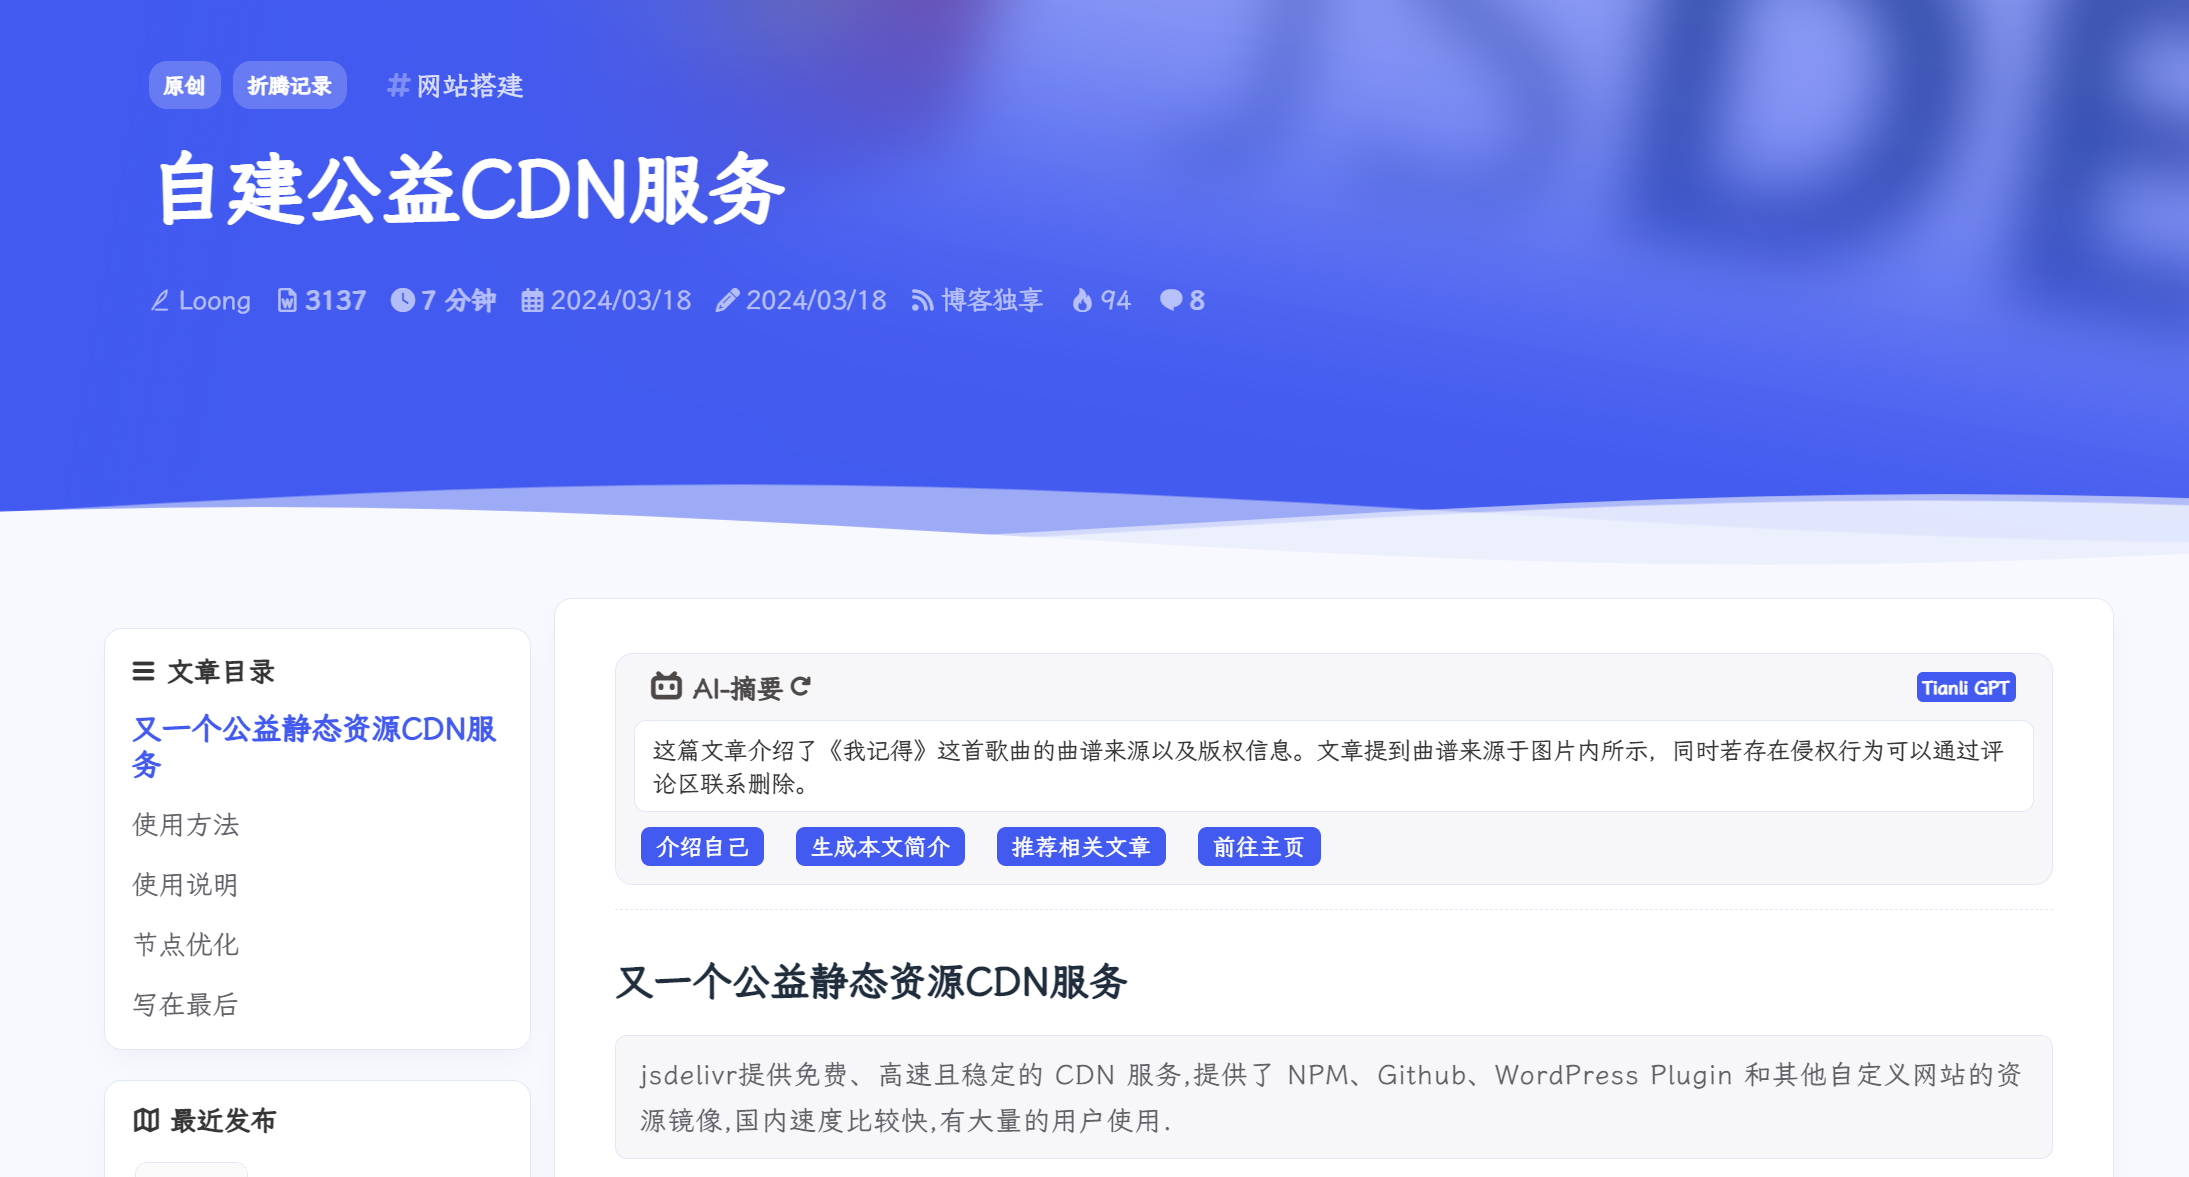 原创 折腾记录 #网站搭建
自建公益CDN服务
Loong 3137 7 分钟 2024/03/18 2024/03/18 博客独享 94 8
文章目录
又一个公益静态资源CDN服
务
使用方法
使用说明
节点优化
写在最后
最近发布
AI-摘要
Tianli GPT
这篇文章介绍了《我记得》这首歌曲的曲谱来源以及版权信息。文章提到曲谱来源于图片内所示，同时若存在侵权行为可以通过评
论区联系删除。
介绍自己 生成本文简介 推荐相关文章 前往主页
又一个公益静态资源CDN服务
jsdelivr提供免费、高速且稳定的 CDN 服务,提供了 NPM、Github、WordPress Plugin 和其他自定义网站的资
源镜像,国内速度比较快,有大量的用户使用.